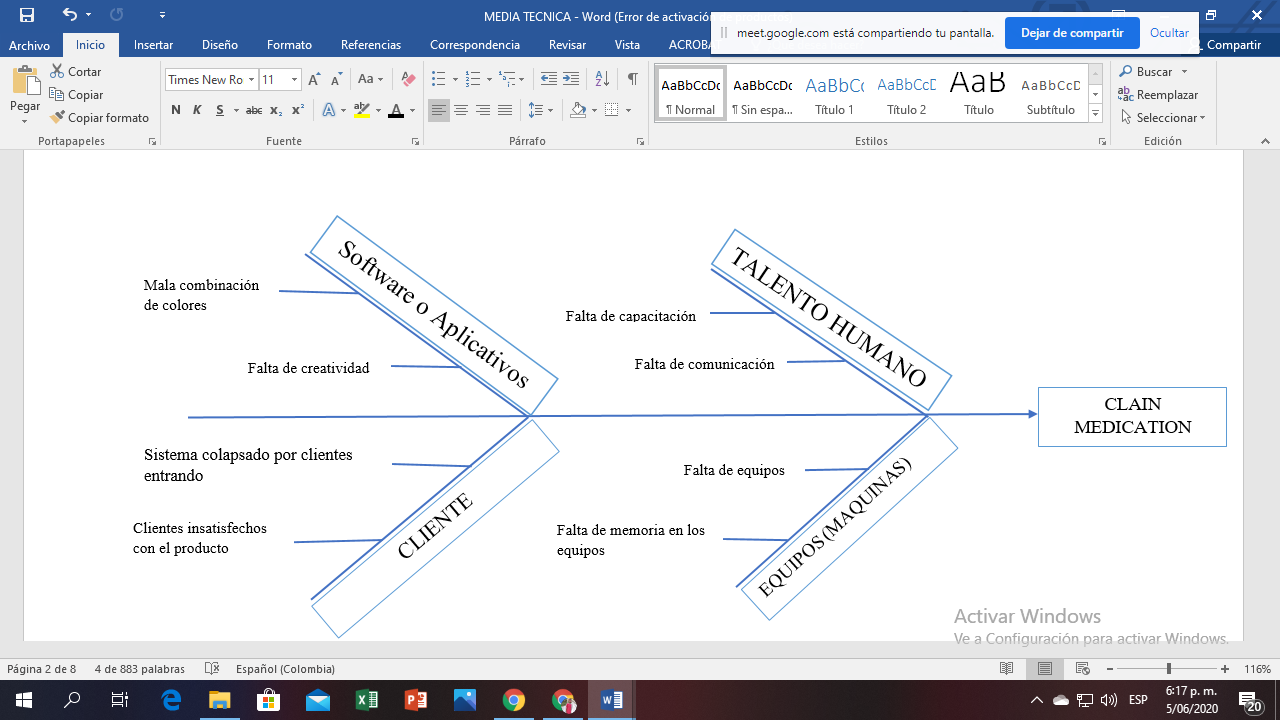 MEDIA TECNICA - Word (Error de activación de producto)
meet.google.com está compartiendo tu pantalla.
Dejar de compartir
Ocultar
Archivo
Inicio
Insertar
Diseño
Formato
Referencias
Correspondencia
Revisar
Vista
ACROBA
Compartir
Pegar
Cortar
Copiar
Copiar formato
Portapapeles
Times New Ro
11
A A Aa
N K S abc x₂ x²
Fuente
Párrafo
AaBbCcDc
¶ Normal
AaBbCcDc
¶ Sin espa...
AaBbCc
Título 1
AaBbCcD
Título 2
AaB
Título
AaBbCcD
Subtítulo
Estilos
Buscar
Reemplazar
Seleccionar
Edición
Software o Aplicativos
Mala combinación
de colores
Falta de creatividad
TALENTO HUMANO
Falta de capacitación
Falta de comunicación
CLAIN
MEDICATION
Sistema colapsado por clientes
entrando
Clientes insatisfechos
con el producto
CLIENTE
Falta de equipos
Falta de memoria en los
equipos
EQUIPOS (MAQUINAS)
Activar Windows
Ve a Configuración para activar Windows.
Página 2 de 8
4 de 883 palabras
Español (Colombia)
116%
ESP
6:17 p. m.
5/06/2020
20